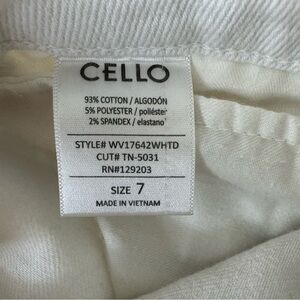 CELLO
93% COTTON / ALGODÓN
5% POLYESTER / poliéster
2% SPANDEX / elastano
STYLE# WV17642WHTD
CUT# TN-5031
RN#129203
SIZE 7
MADE IN VIETNAM